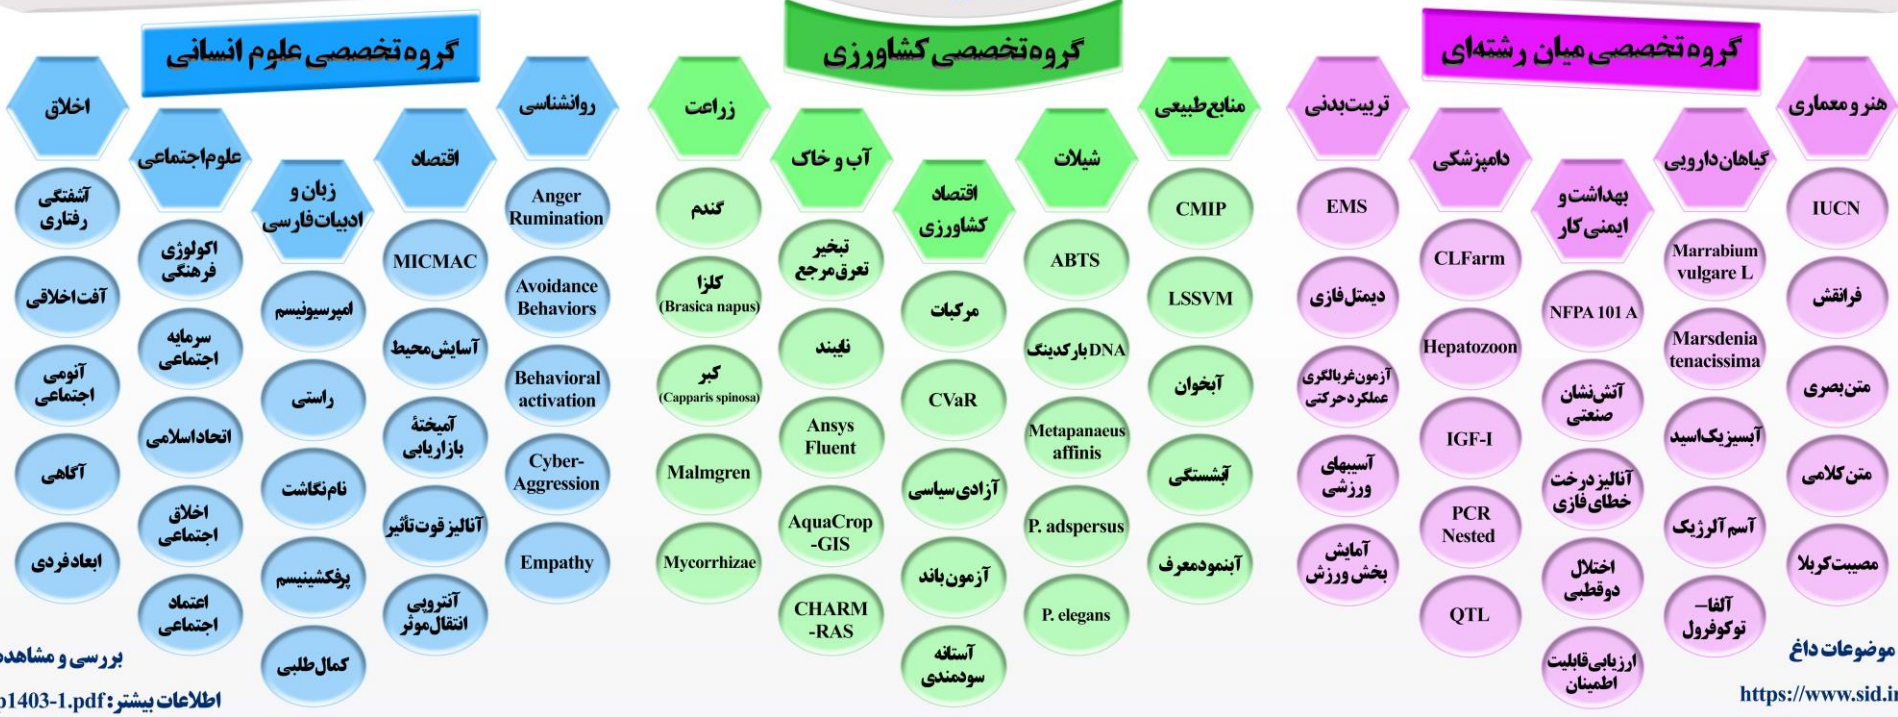 گروه تخصصی میان رشته‌ای
هنر و معماری
IUCN
فرانقش
متن بصری
متن کلامی
مصیبت کربلا
گیاهان دارویی
Marrabium
vulgare L
Marsdenia
tenacissima
آبسیزیک اسید
آسم آلرژیک
آلفا–
توکوفرول
بهداشت و
ایمنی کار
NFPA 101 A
آتش نشان
صنعتی
آنالیز درخت
خطای فازی
اختلال
دوقطبی
ارزیابی قابلیت
اطمینان
دامپزشکی
CLFarm
Hepatozoon
IGF-I
PCR
Nested
QTL
تربیت بدنی
EMS
دیمتل فازی
آزمون غربالگری
عملکرد حرکتی
آسیبهای
ورزشی
آمایش
بخش ورزش
گروه تخصصی کشاورزی
منابع طبیعی
CMIP
LSSVM
آبخوان
آبشستگی
آبنمود معرف
شیلات
ABTS
DNA بارکدینگ
Metapanaeus
affinis
P. adspersus
P. elegans
اقتصاد
کشاورزی
مرکبات
CVaR
آزادی سیاسی
آزمون باند
آستانه
سودمندی
آب و خاک
تبخیر
تعرق مرجع
نایبند
Ansys
Fluent
AquaCrop
-GIS
CHARM
-RAS
زراعت
گندم
کلزا
(Brasica napus)
کبر
(Capparis spinosa)
Malmgren
Mycorrhizae
گروه تخصصی علوم انسانی
روانشناسی
Anger
Rumination
Avoidance
Behaviors
Behavioral
activation
Cyber-
Aggression
Empathy
اقتصاد
MICMAC
آسایش محیط
آمیختهٔ
بازاریابی
آنالیز قوت تأثیر
آنتروپی
انتقال موثر
زبان و
ادبیات فارسی
امپرسیونیسم
راستی
نام نگاشت
پرفکشینیسم
کمال طلبی
علوم اجتماعی
اکولوژی
فرهنگی
سرمایه
اجتماعی
اتحاد اسلامی
اخلاق
اجتماعی
اعتماد
اجتماعی
اخلاق
آشفتگی
رفتاری
آفت اخلاقی
آنومی
اجتماعی
آگاهی
ابعاد فردی
موضوعات داغ
https://www.sid.ir
بررسی و مشاهده
اطلاعات بیشتر: p1403-1.pdf